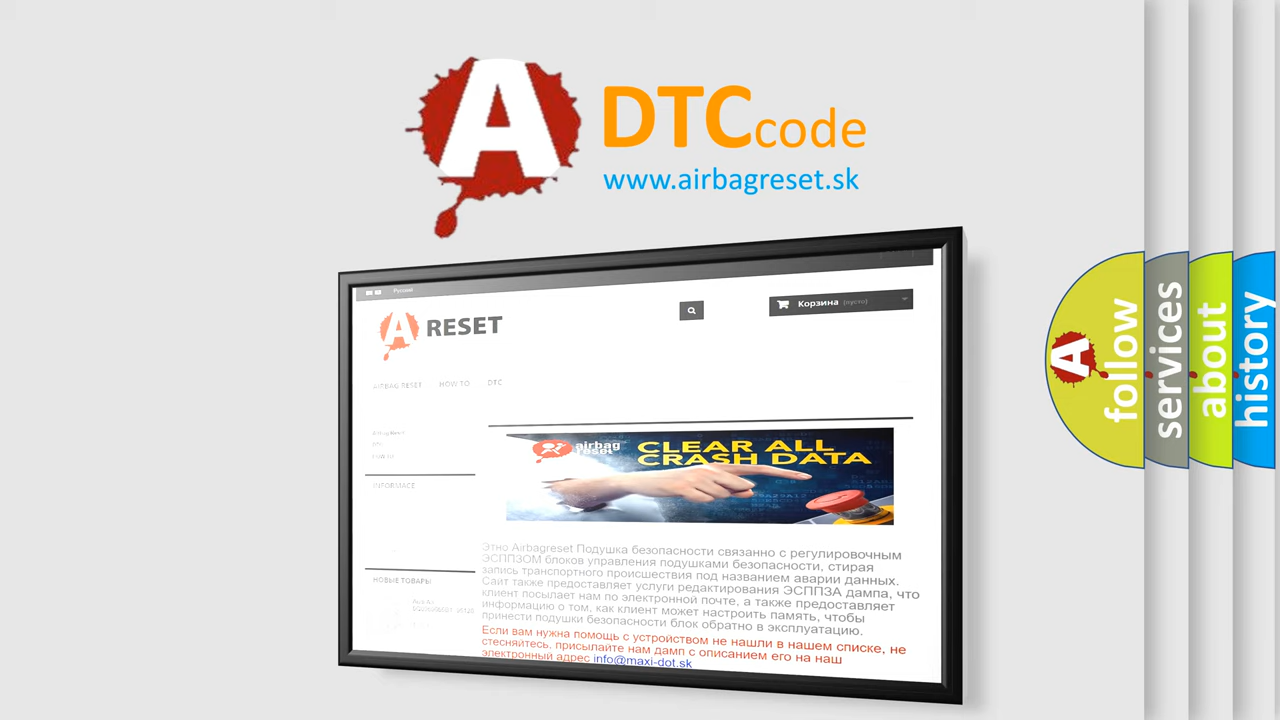 A
DTCcode
www.airbagreset.sk
Русский
A RESET
Корзина (пусто)
AIRBAG RESET HOW TO DTC
Airbag Reset
INFORMACE
airbag
reset
CLEAR ALL
CRASH DATA
НОВЫЕ ТОВАРЫ
Этно Airbagreset Подушка безопасности связанно с регулировочным
ЭСППЗОМ блоков управления подушками безопасности, стирая
запись транспортного происшествия под названием аварии данных.
Сайт также предоставляет услуги редактирования ЭСППЗА дампа, что
клиент посылает нам по электронной почте, а также предоставляет
информацию о том, как клиент может настроить память, чтобы
принести подушки безопасности блок обратно в эксплуатацию.
Если вам нужна помощь с устройством не нашли в нашем списке, не
стесняйтесь, присылайте нам дамп с описанием его на наш
электронный адрес info@maxi-dot.sk
A
follow
services
about
history